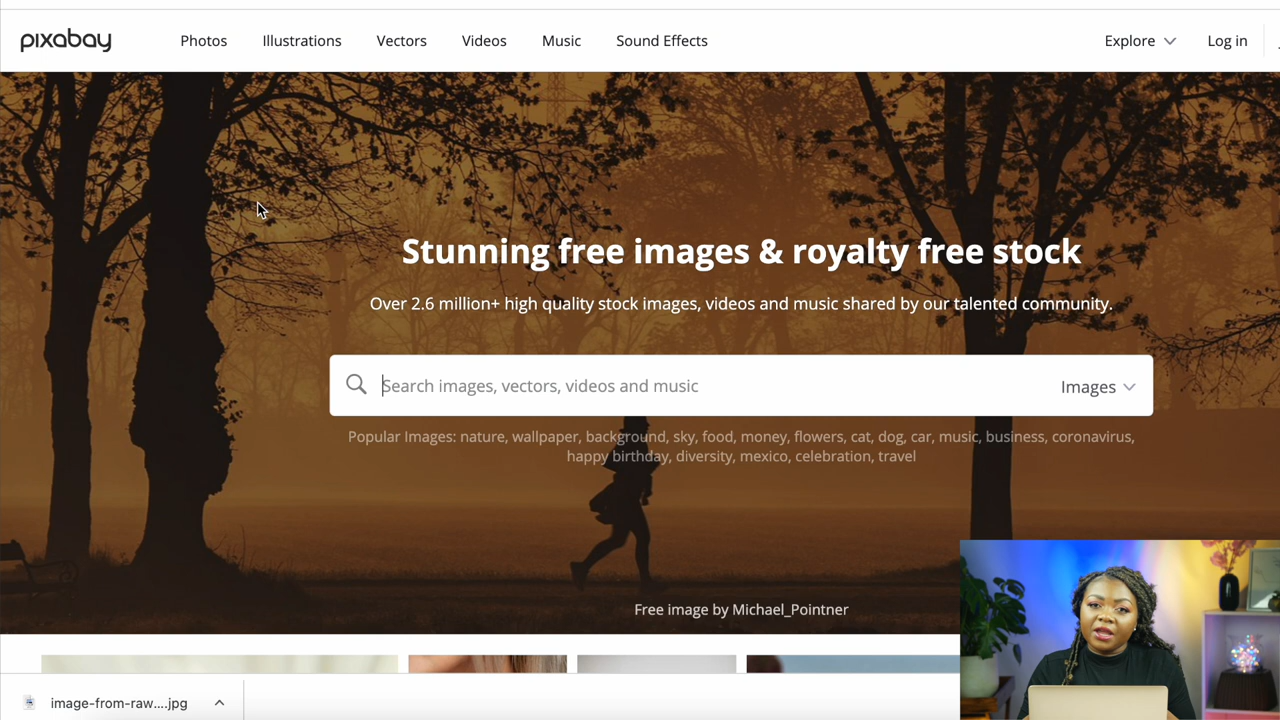 pixabay
Photos Illustrations Vectors Videos Music Sound Effects Explore Log in
Stunning free images & royalty free stock
Over 2.6 million+ high quality stock images, videos and music shared by our talented community.
Search images, vectors, videos and music Images
Popular Images: nature, wallpaper, background, sky, food, money, flowers, cat, dog, car, music, business, coronavirus,
happy birthday, diversity, mexico, celebration, travel
Free image by Michael_Pointner
image-from-raw....jpg